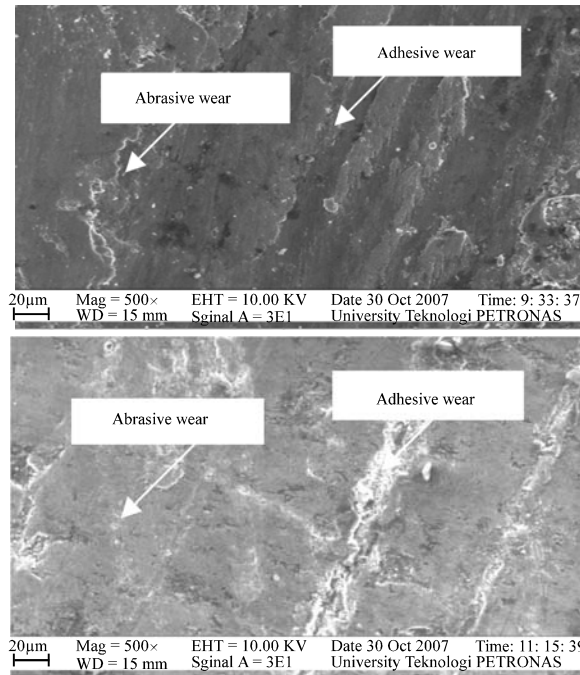 Adhesive wear
Abrasive wear
20µm Mag = 500× EHT = 10.00 KV Date 30 Oct 2007 Time: 9: 33: 37
WD = 15 mm Sginal A = 3E1 University Teknologi PETRONAS
Adhesive wear
Abrasive wear
20µm Mag = 500× EHT = 10.00 KV Date 30 Oct 2007 Time: 11: 15: 39
WD = 15 mm Sginal A = 3E1 University Teknologi PETRONAS